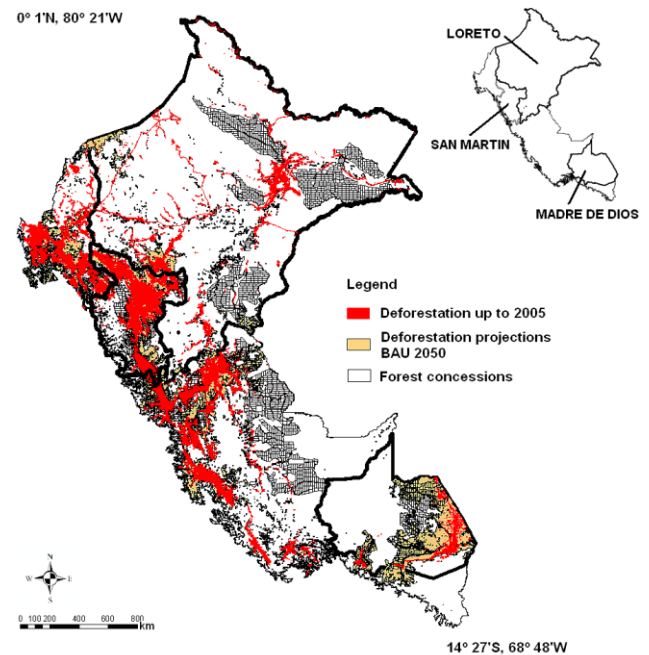 0° 1'N, 80° 21'W
LORETO
SAN MARTIN
MADRE DE DIOS
Legend
Deforestation up to 2005
Deforestation projections
BAU 2050
Forest concessions
N
W E
S
0 100 200 400 600 800
km
14° 27'S, 68° 48'W